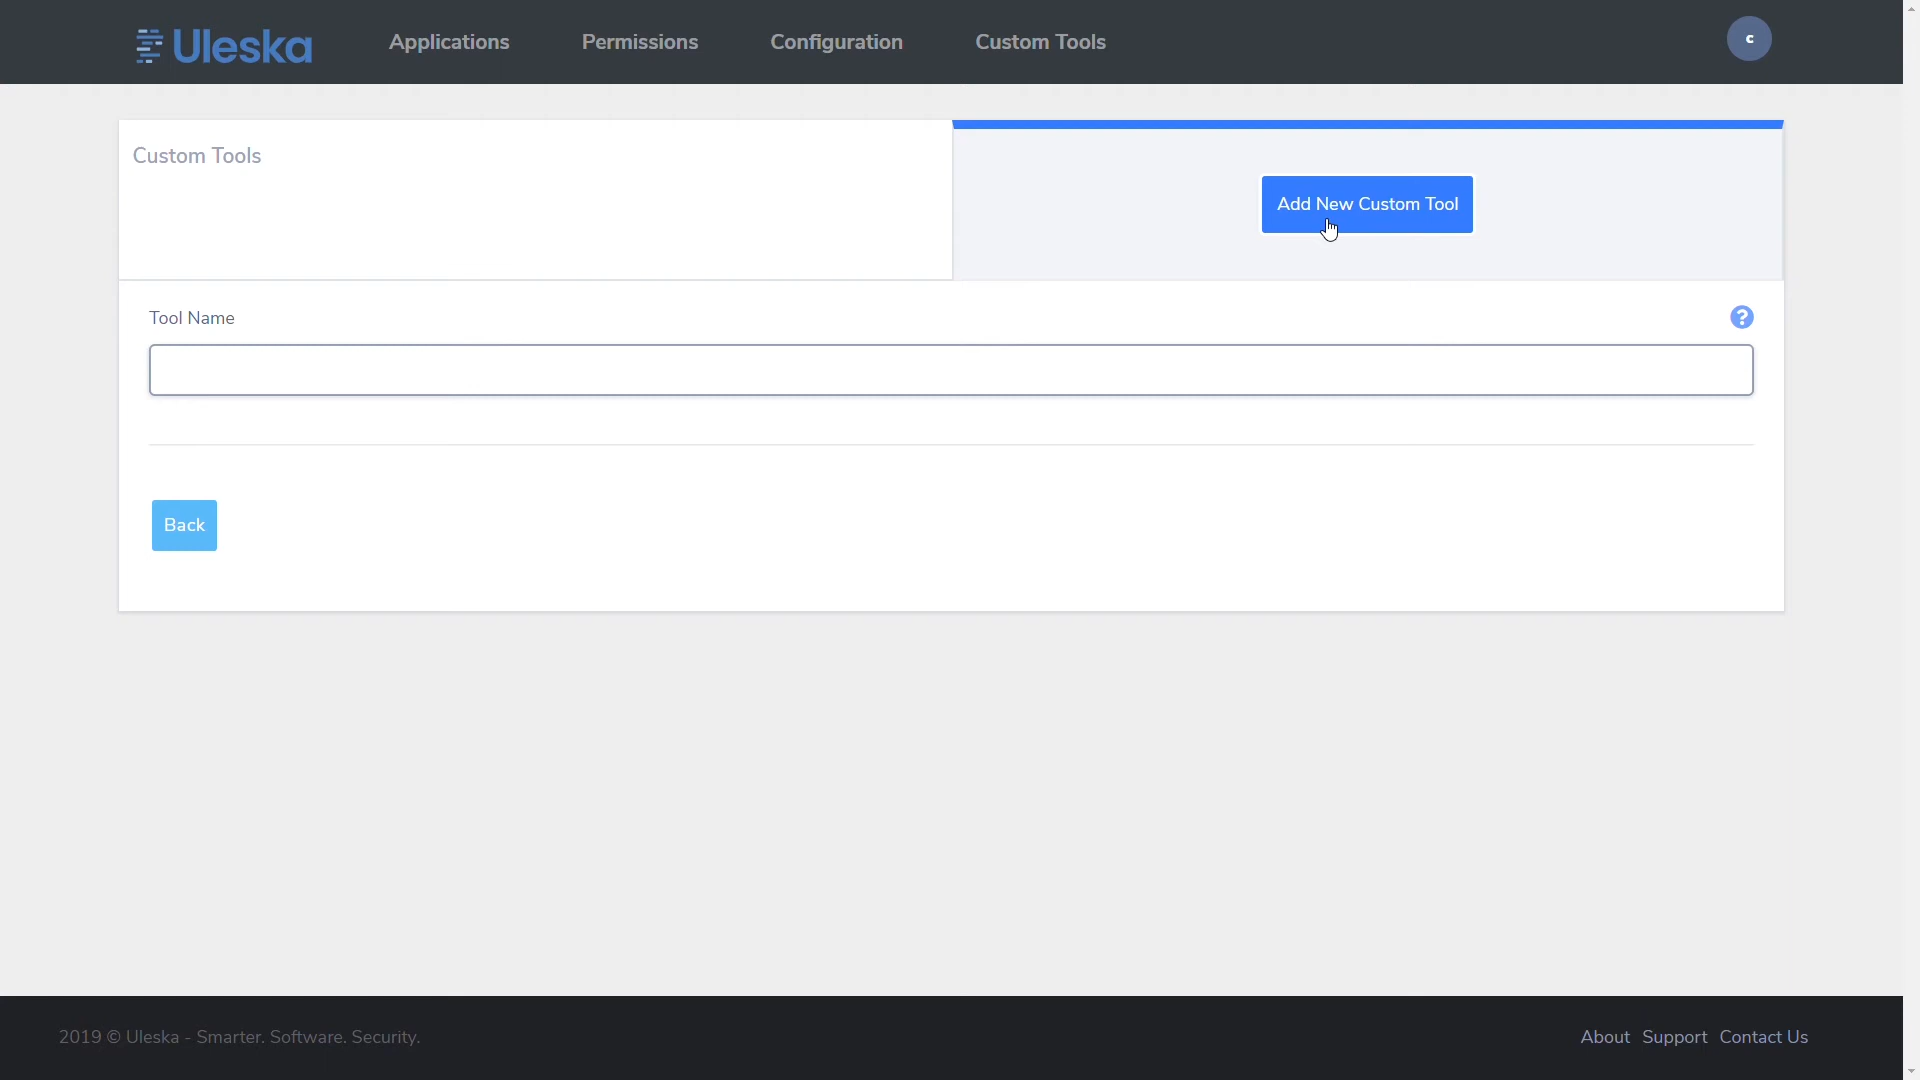 Uleska
Applications
Permissions
Configuration
Custom Tools
c
Custom Tools
Add New Custom Tool
Tool Name
?
Back
2019 © Uleska - Smarter. Software. Security.
About Support Contact Us